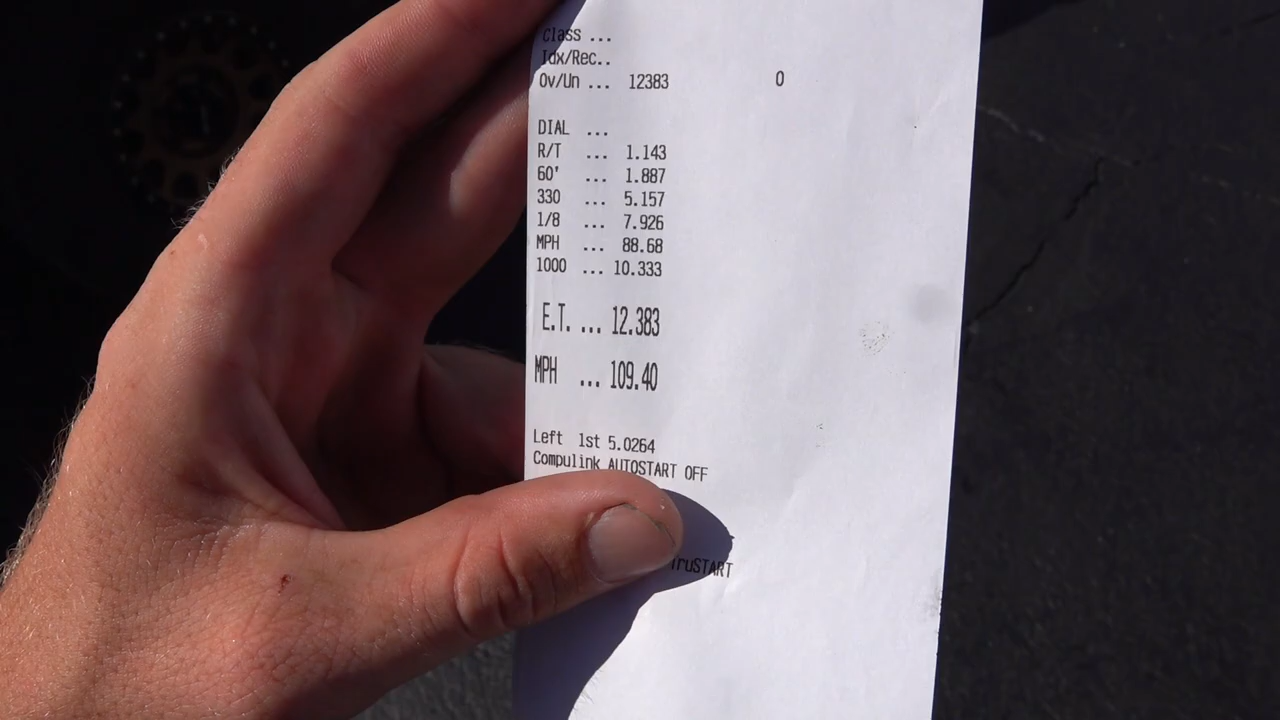 Class ...
Idx/Rec..
Ov/Un ... 12383 0
DIAL ...
R/T ... 1.143
60' ... 1.887
330 ... 5.157
1/8 ... 7.926
MPH ... 88.68
1000 ... 10.333
E.T. ... 12.383
MPH ... 109.40
Left 1st 5.0264
Compulink AUTOSTART OFF
TruSTART